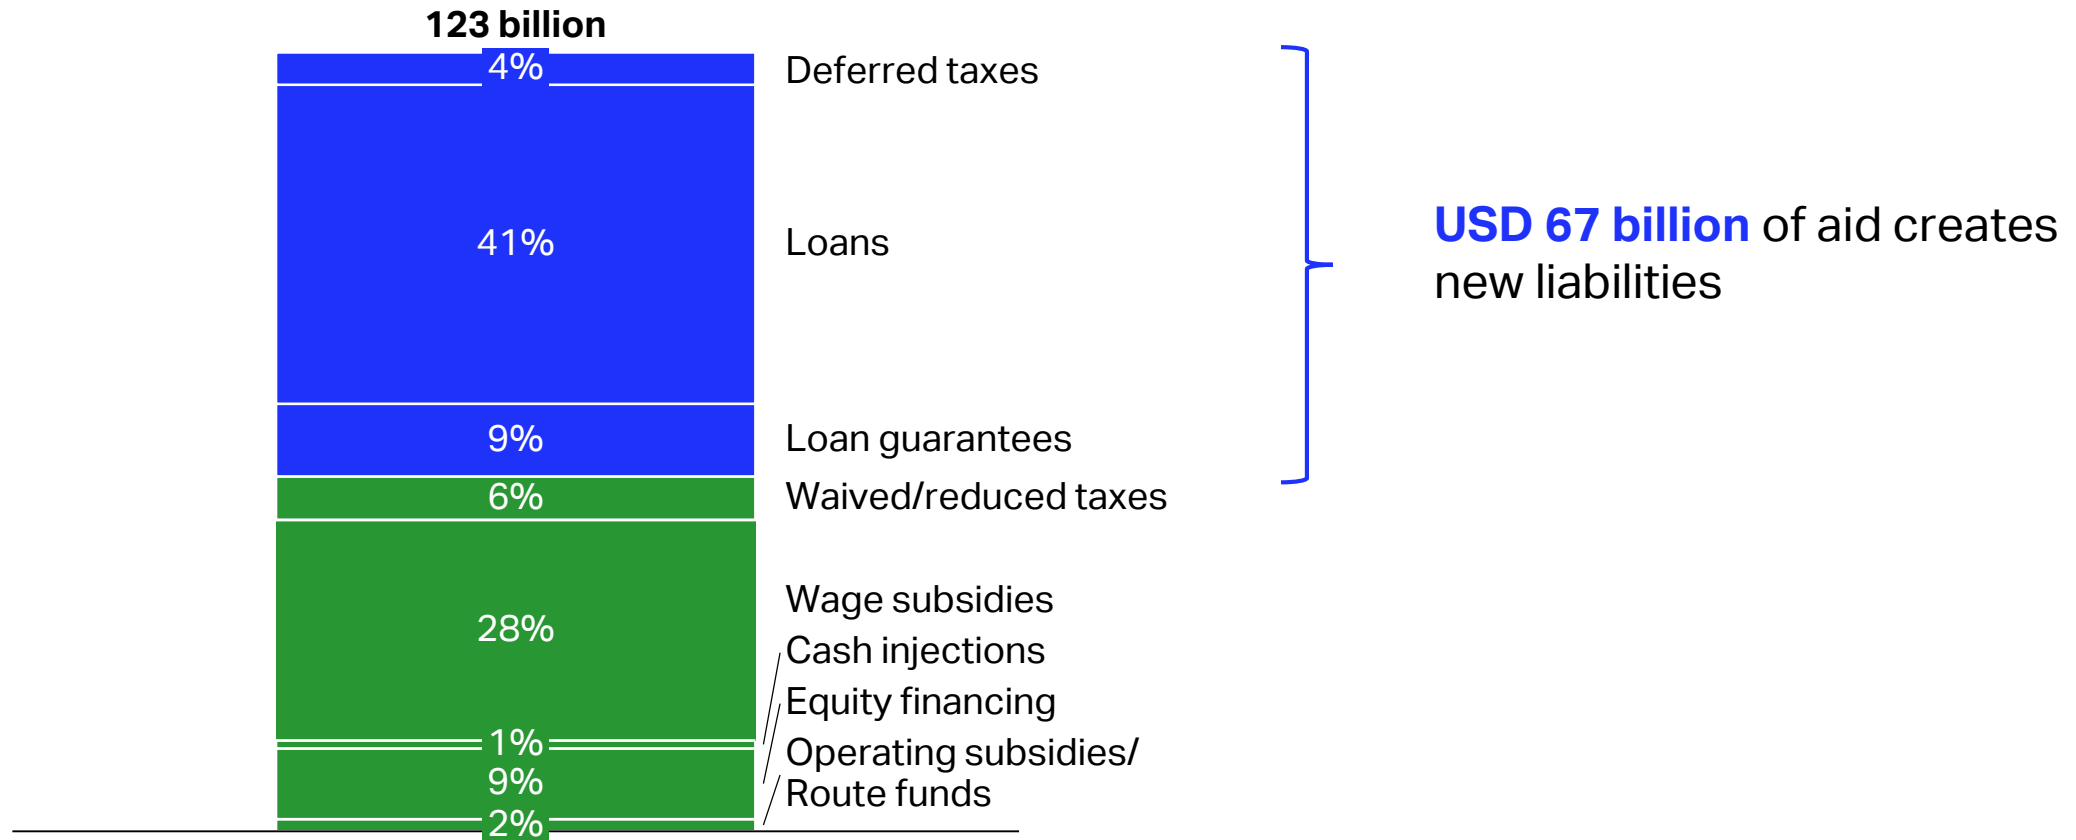 123 billion
4%
Deferred taxes
41%
Loans
9%
Loan guarantees
6%
Waived/reduced taxes
28%
Wage subsidies
1%
Cash injections
9%
Equity financing
2%
Operating subsidies/
Route funds
USD 67 billion of aid creates
new liabilities